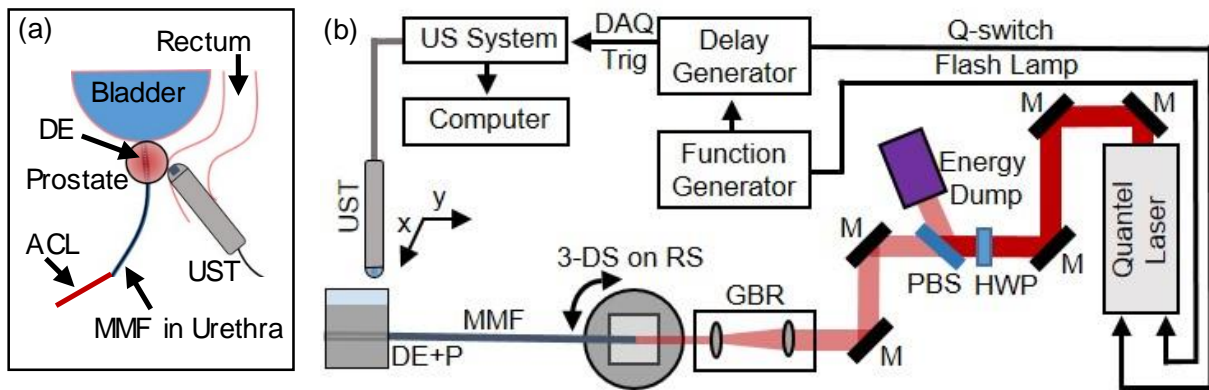 (a)
Rectum
Bladder
DE
Prostate
ACL
UST
MMF in Urethra
(b)
US System
DAQ
Trig
Delay
Generator
Q-switch
Flash Lamp
Computer
Function
Generator
Energy
Dump
M
M
Quantel
Laser
UST
x
y
3-DS on RS
GBR
M
PBS
HWP
M
MMF
DE+P
M